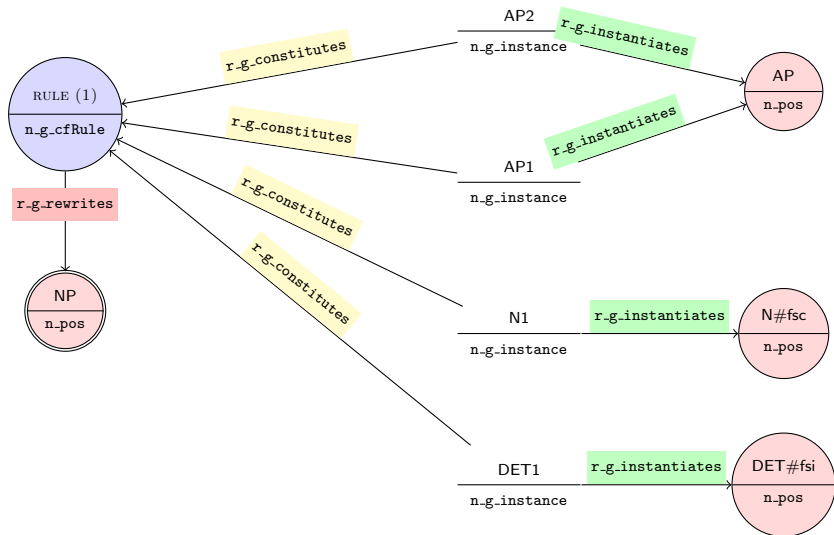 AP2
n_g_instance
r_g_constitutes
r_g_instantiates
AP
n_pos
RULE (1)
n_g_cfRule
r_g_constitutes
AP1
n_g_instance
r_g_instantiates
r_g_rewrites
r_g_constitutes
NP
n_pos
r_g_constitutes
N1
n_g_instance
r_g_instantiates
N#fsc
n_pos
DET1
n_g_instance
r_g_instantiates
DET#fsi
n_pos